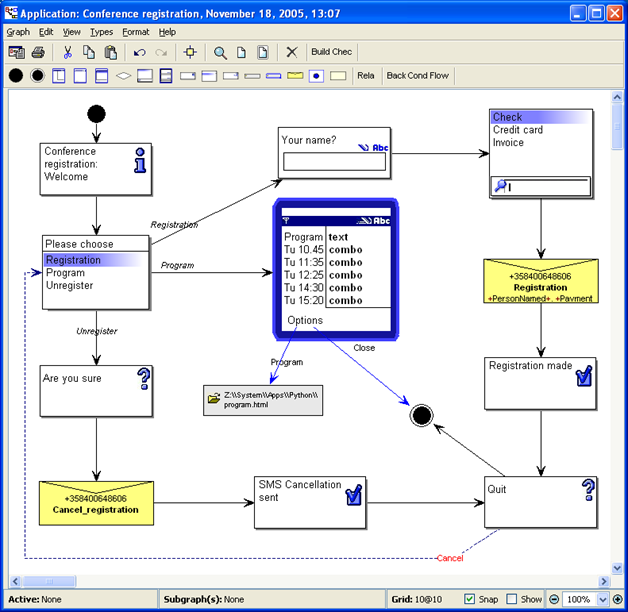 Application: Conference registration, November 18, 2005, 13:07
Graph Edit View Types Format Help
Build Chec
Rela Back Cond Flow
Conference
registration:
Welcome
Your name?
Abc
Check
Credit card
Invoice
Registration
Please choose
Registration
Program
Unregister
Program
Abc
Program text
Tu 10.45 combo
Tu 11:35 combo
Tu 12:25 combo
Tu 14:30 combo
Tu 15:20 combo
Options
+358400648606
Registration
+PersonNamed+, +Payment
Unregister
Close
Program
Are you sure
Z:\\System\\Apps\\Python\\
program.html
Registration made
+358400648606
Cancel_registration
SMS Cancellation
sent
Quit
Cancel
Active: None Subgraph(s): None Grid: 10@10 Snap Show 100%